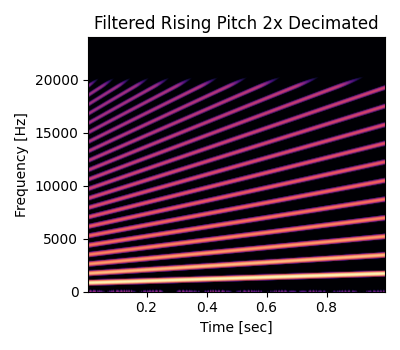 Filtered Rising Pitch 2x Decimated
20000
15000
10000
5000
0
Frequency [Hz]
0.2 0.4 0.6 0.8
Time [sec]